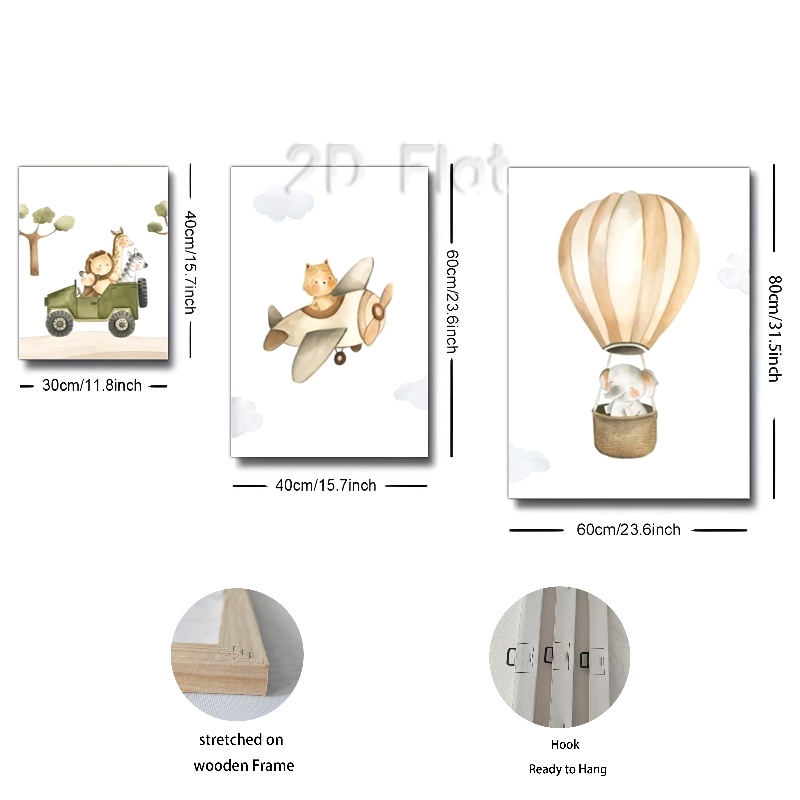 2D Flat
40cm/15.7inch
30cm/11.8inch
60cm/23.6inch
40cm/15.7inch
80cm/31.5inch
60cm/23.6inch
stretched on
wooden Frame
Hook
Ready to Hang